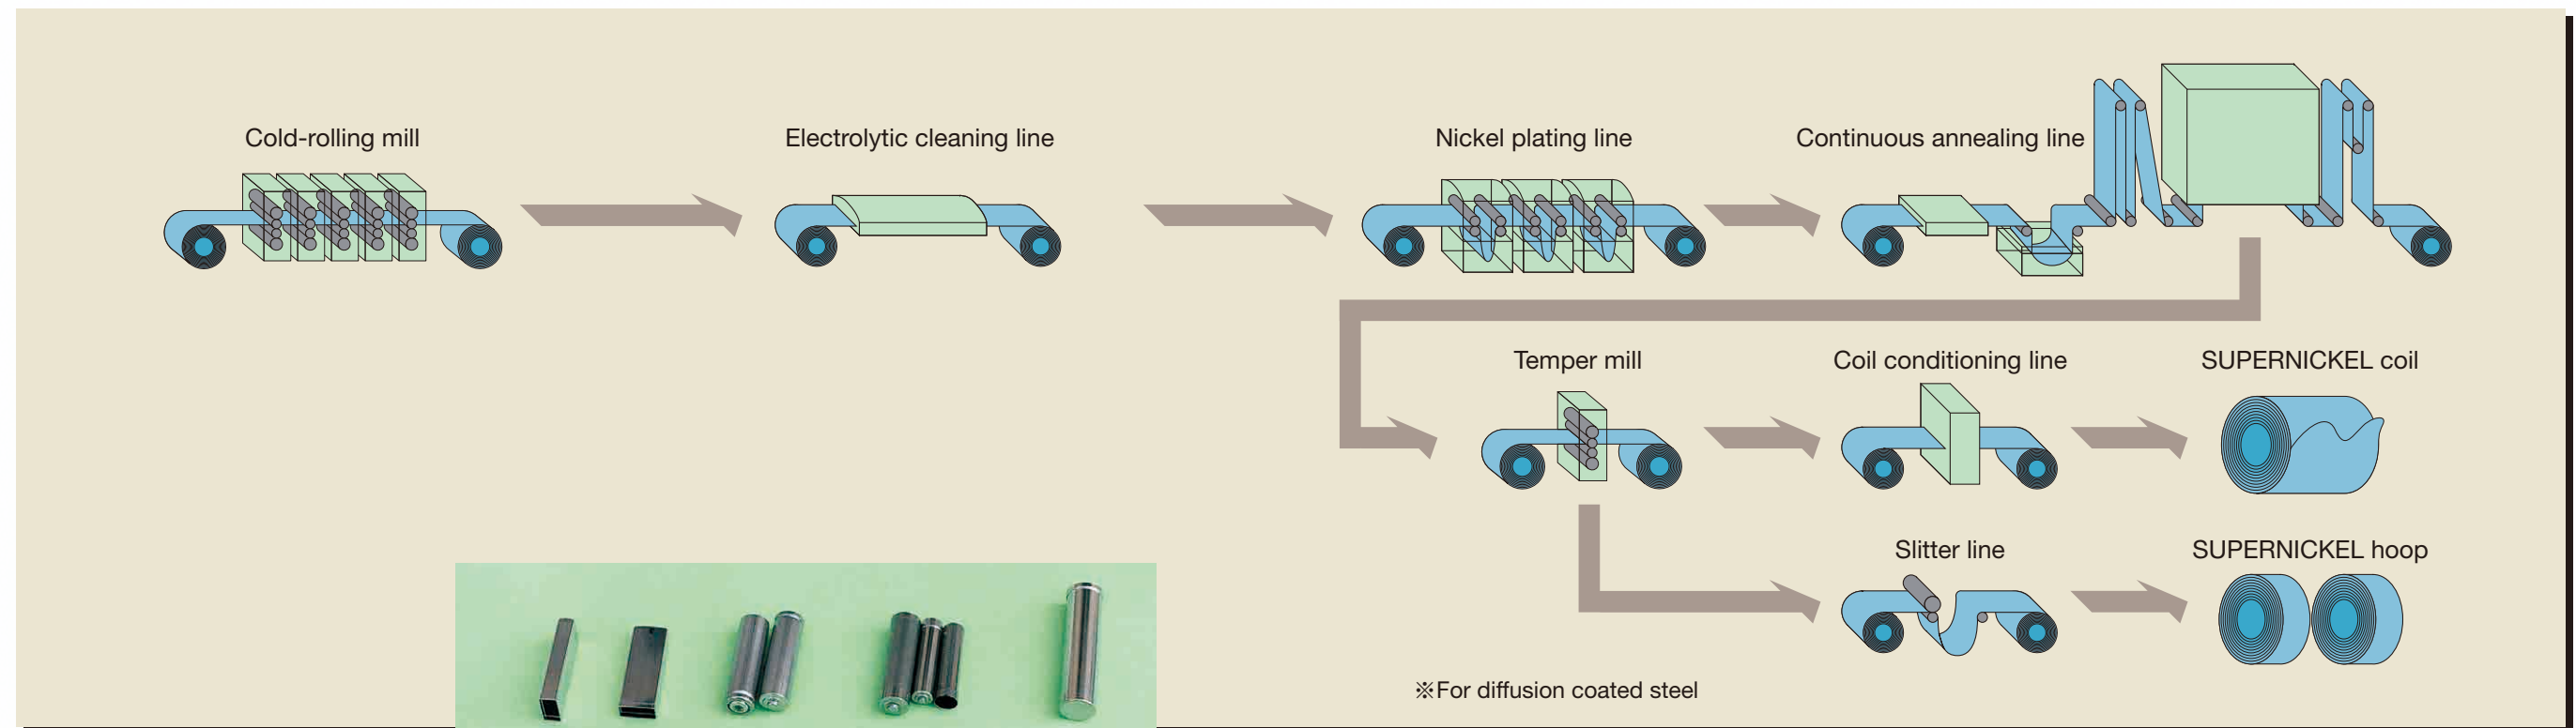 Cold-rolling mill
Electrolytic cleaning line
Nickel plating line
Continuous annealing line
Temper mill
Coil conditioning line
SUPERNICKEL coil
Slitter line
SUPERNICKEL hoop
※For diffusion coated steel